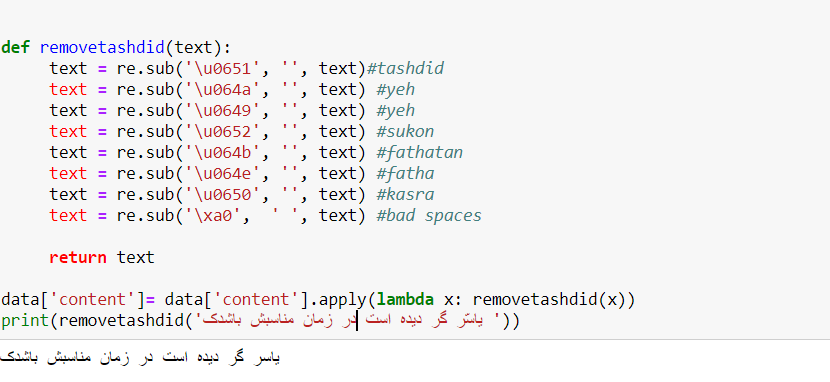 def removetashdid(text):
text = re.sub('\u0651', '', text)#tashdid
text = re.sub('\u064a', '', text) #yeh
text = re.sub('\u0649', '', text) #yeh
text = re.sub('\u0652', '', text) #sukon
text = re.sub('\u064b', '', text) #fathatan
text = re.sub('\u064e', '', text) #fatha
text = re.sub('\u0650', '', text) #kasra
text = re.sub('\xa0',  ' ', text) #bad spaces
return text
data['content']= data['content'].apply(lambda x: removetashdid(x))
print(removetashdid('یاسّر گر دیده است در زمان مناسبش باشدک '))
یاسر گر دیده است در زمان مناسبش باشدک